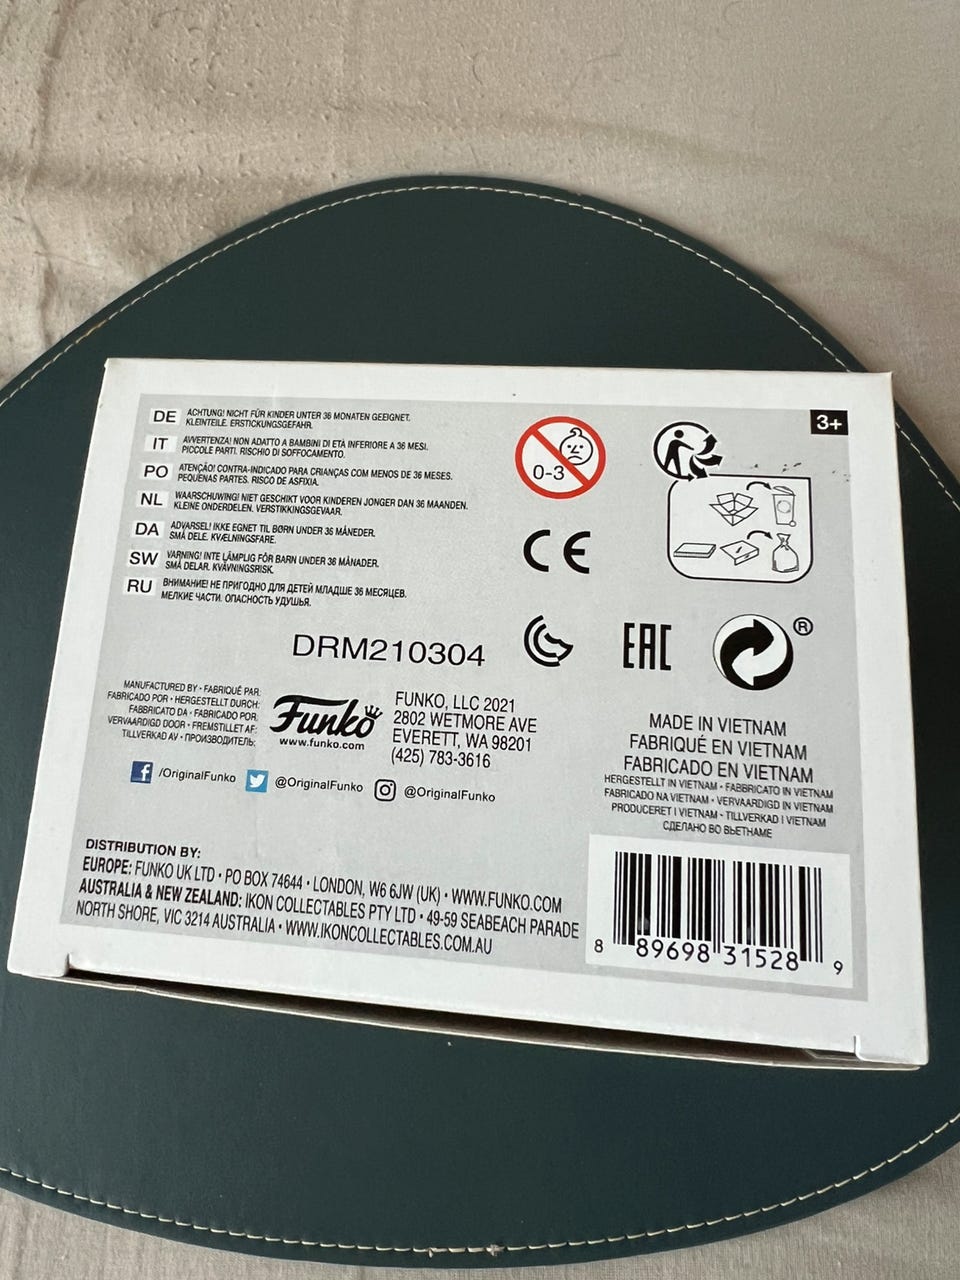 DE ACHTUNG! NICHT FÜR KINDER UNTER 36 MONATEN GEEIGNET.
KLEINTEILE. ERSTICKUNGSGEFAHR.
IT AVVERTENZA! NON ADATTO A BAMBINI DI ETÀ INFERIORE A 36 MESI.
PICCOLE PARTI. RISCHIO DI SOFFOCAMENTO.
PO ATENÇÃO! CONTRA-INDICADO PARA CRIANÇAS COM MENOS DE 36 MESES.
PEQUENAS PARTES. RISCO DE ASFIXIA.
NL WAARSCHUWING! NIET GESCHIKT VOOR KINDEREN JONGER DAN 36 MAANDEN.
KLEINE ONDERDELEN. VERSTIKKINGSGEVAAR.
DA ADVARSEL! IKKE EGNET TIL BØRN UNDER 36 MÅNEDER.
SMÅ DELE. KVÆLNINGSFARE.
SW VARNING! INTE LÄMPLIG FÖR BARN UNDER 36 MÅNADER.
SMÅ DELAR. KVÄVNINGSRISK.
RU ВНИМАНИЕ! НЕ ПРИГОДНО ДЛЯ ДЕТЕЙ МЛАДШЕ 36 МЕСЯЦЕВ.
МЕЛКИЕ ЧАСТИ. ОПАСНОСТЬ УДУШЬЯ.
0-3
3+
CE
DRM210304
EAC
®
MANUFACTURED BY • FABRIQUÉ PAR:
FABRICADO POR • HERGESTELLT DURCH:
FABBRICATO DA • FABRICADO POR:
VERVAARDIGD DOOR • FREMSTILLET AF:
TILLVERKAD AV • ПРОИЗВОДИТЕЛЬ:
Funko
www.funko.com
FUNKO, LLC 2021
2802 WETMORE AVE
EVERETT, WA 98201
(425) 783-3616
/OriginalFunko @OriginalFunko @OriginalFunko
MADE IN VIETNAM
FABRIQUÉ EN VIETNAM
FABRICADO EN VIETNAM
HERGESTELLT IN VIETNAM • FABBRICATO IN VIETNAM
FABRICADO NA VIETNAM • VERVAARDIGD IN VIETNAM
PRODUCERET I VIETNAM • TILLVERKAD I VIETNAM
СДЕЛАНО ВО ВЬЕТНАМЕ
DISTRIBUTION BY:
EUROPE: FUNKO UK LTD • PO BOX 74644 • LONDON, W6 6JW (UK) • WWW.FUNKO.COM
AUSTRALIA & NEW ZEALAND: IKON COLLECTABLES PTY LTD • 49-59 SEABEACH PARADE
NORTH SHORE, VIC 3214 AUSTRALIA • WWW.IKONCOLLECTABLES.COM.AU
8 89698 31528 9